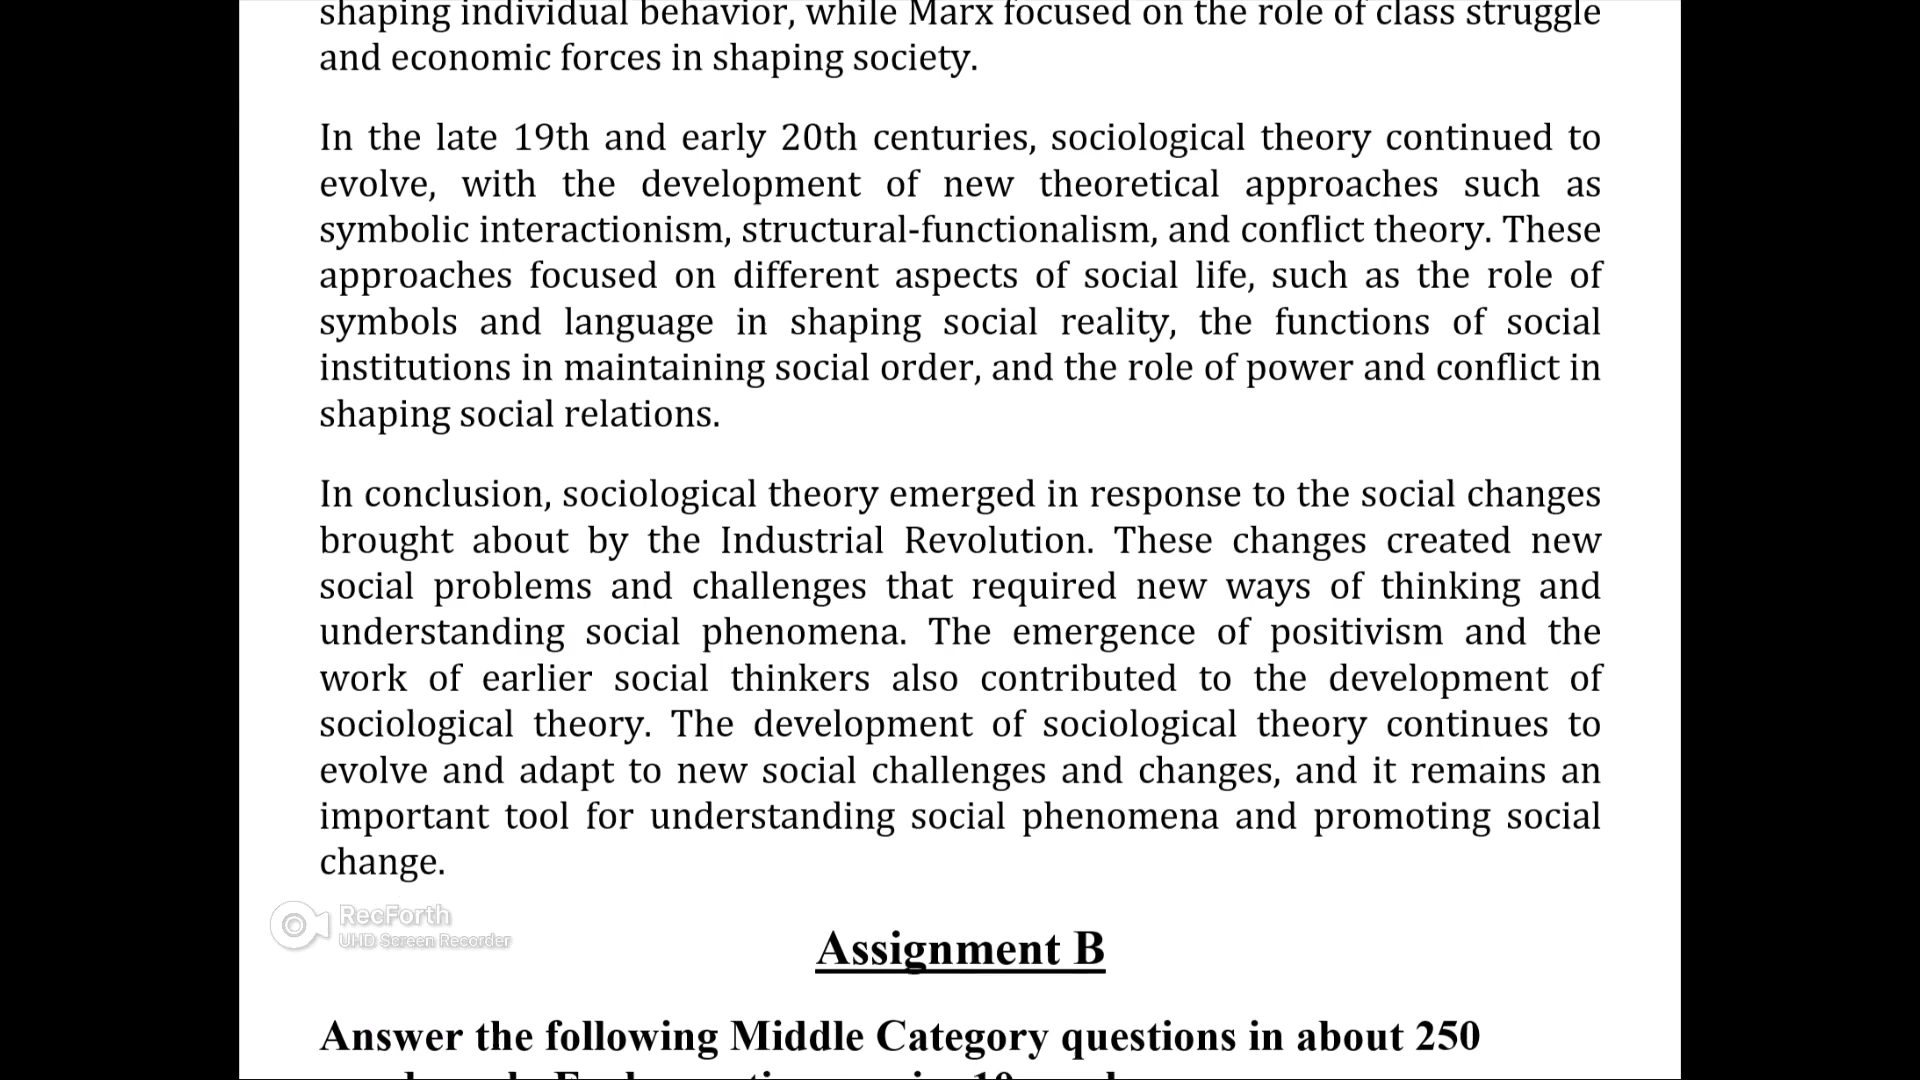 shaping individual behavior, while Marx focused on the role of class struggle
and economic forces in shaping society.
In the late 19th and early 20th centuries, sociological theory continued to
evolve, with the development of new theoretical approaches such as
symbolic interactionism, structural-functionalism, and conflict theory. These
approaches focused on different aspects of social life, such as the role of
symbols and language in shaping social reality, the functions of social
institutions in maintaining social order, and the role of power and conflict in
shaping social relations.
In conclusion, sociological theory emerged in response to the social changes
brought about by the Industrial Revolution. These changes created new
social problems and challenges that required new ways of thinking and
understanding social phenomena. The emergence of positivism and the
work of earlier social thinkers also contributed to the development of
sociological theory. The development of sociological theory continues to
evolve and adapt to new social challenges and changes, and it remains an
important tool for understanding social phenomena and promoting social
change.
RecForth
UHD Screen Recorder
Assignment B
Answer the following Middle Category questions in about 250